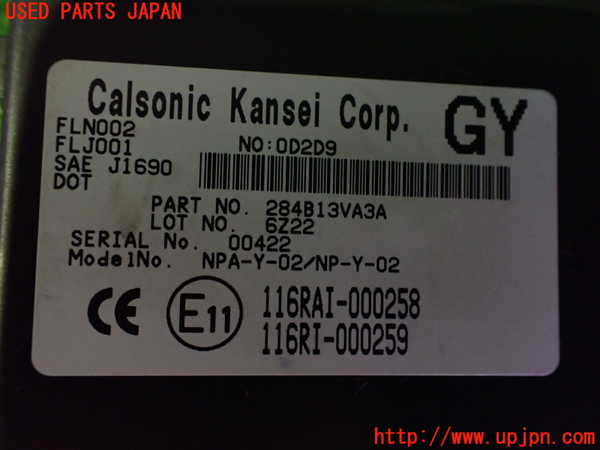 USED PARTS JAPAN
Calsonic Kansei Corp. GY
FLN002
FLJ001 NO:0D2D9
SAE J1690
DOT
PART NO. 284B13VA3A
LOT NO. 6Z22
SERIAL No. 00422
ModelNo. NPA-Y-02/NP-Y-02
CE E11 116RAI-000258
116RI-000259
http://www.upjpn.com/